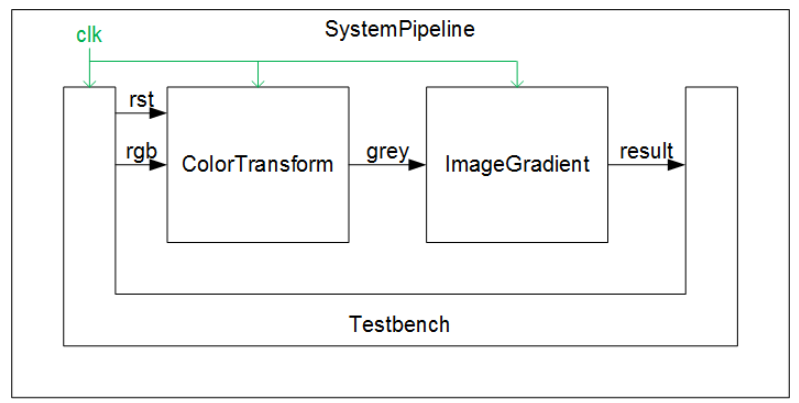 SystemPipeline
clk
rst
rgb
ColorTransform
grey
ImageGradient
result
Testbench